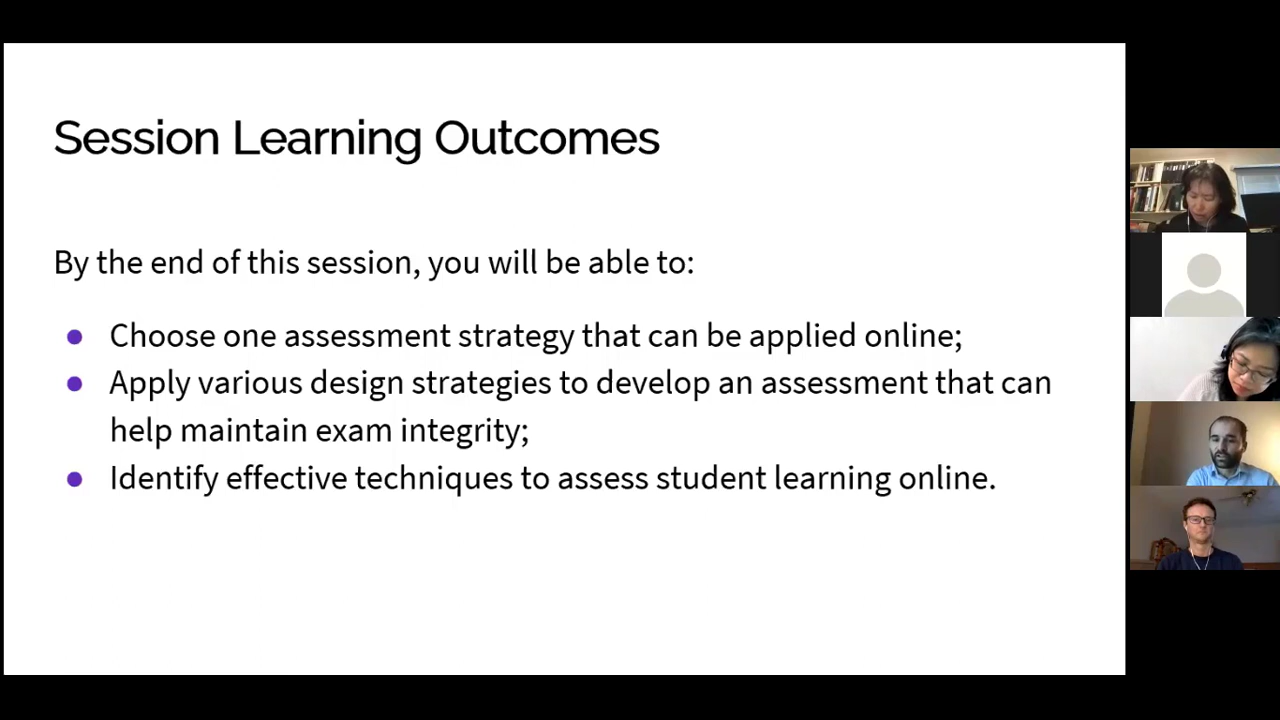 Session Learning Outcomes
By the end of this session, you will be able to:
● Choose one assessment strategy that can be applied online;
● Apply various design strategies to develop an assessment that can
help maintain exam integrity;
● Identify effective techniques to assess student learning online.